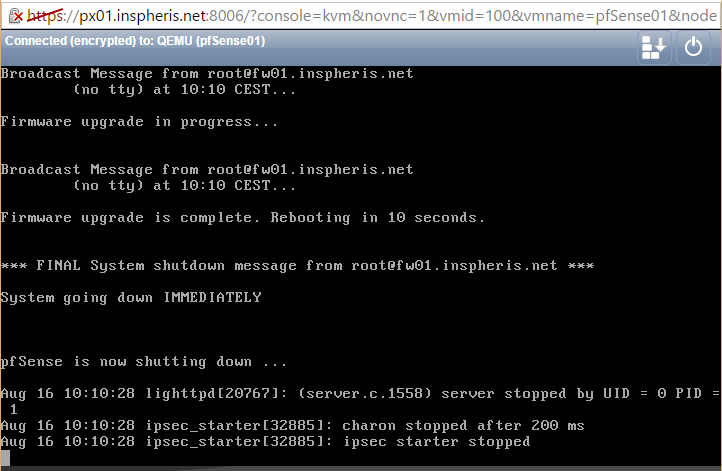 https://px01.inspheris.net:8006/?console=kvm&novnc=1&vmid=100&vmname=pfSense01&node
Connected (encrypted) to: QEMU (pfSense01)
Broadcast Message from root@fw01.inspheris.net
(no tty) at 10:10 CEST...
Firmware upgrade in progress...
Broadcast Message from root@fw01.inspheris.net
(no tty) at 10:10 CEST...
Firmware upgrade is complete. Rebooting in 10 seconds.
*** FINAL System shutdown message from root@fw01.inspheris.net ***
System going down IMMEDIATELY
pfSense is now shutting down ...
Aug 16 10:10:28 lighttpd[20767]: (server.c.1558) server stopped by UID = 0 PID =
1
Aug 16 10:10:28 ipsec_starter[32885]: charon stopped after 200 ms
Aug 16 10:10:28 ipsec_starter[32885]: ipsec starter stopped